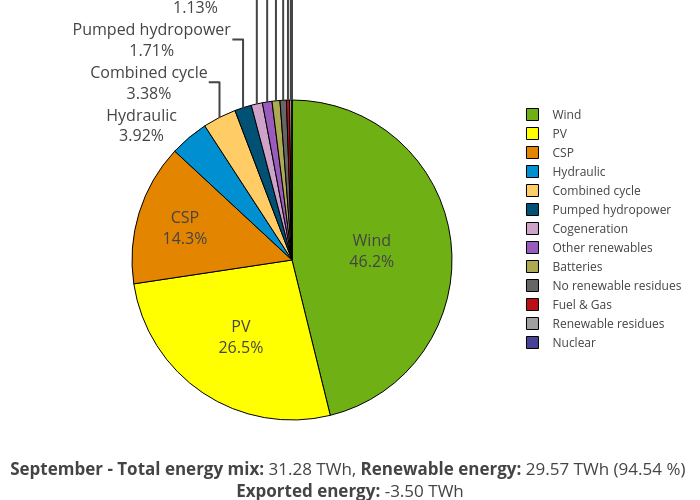 1.13%
Pumped hydropower
1.71%
Combined cycle
3.38%
Hydraulic
3.92%
CSP
14.3%
Wind
46.2%
PV
26.5%
Wind
PV
CSP
Hydraulic
Combined cycle
Pumped hydropower
Cogeneration
Other renewables
Batteries
No renewable residues
Fuel & Gas
Renewable residues
Nuclear
September - Total energy mix: 31.28 TWh, Renewable energy: 29.57 TWh (94.54 %)
Exported energy: -3.50 TWh